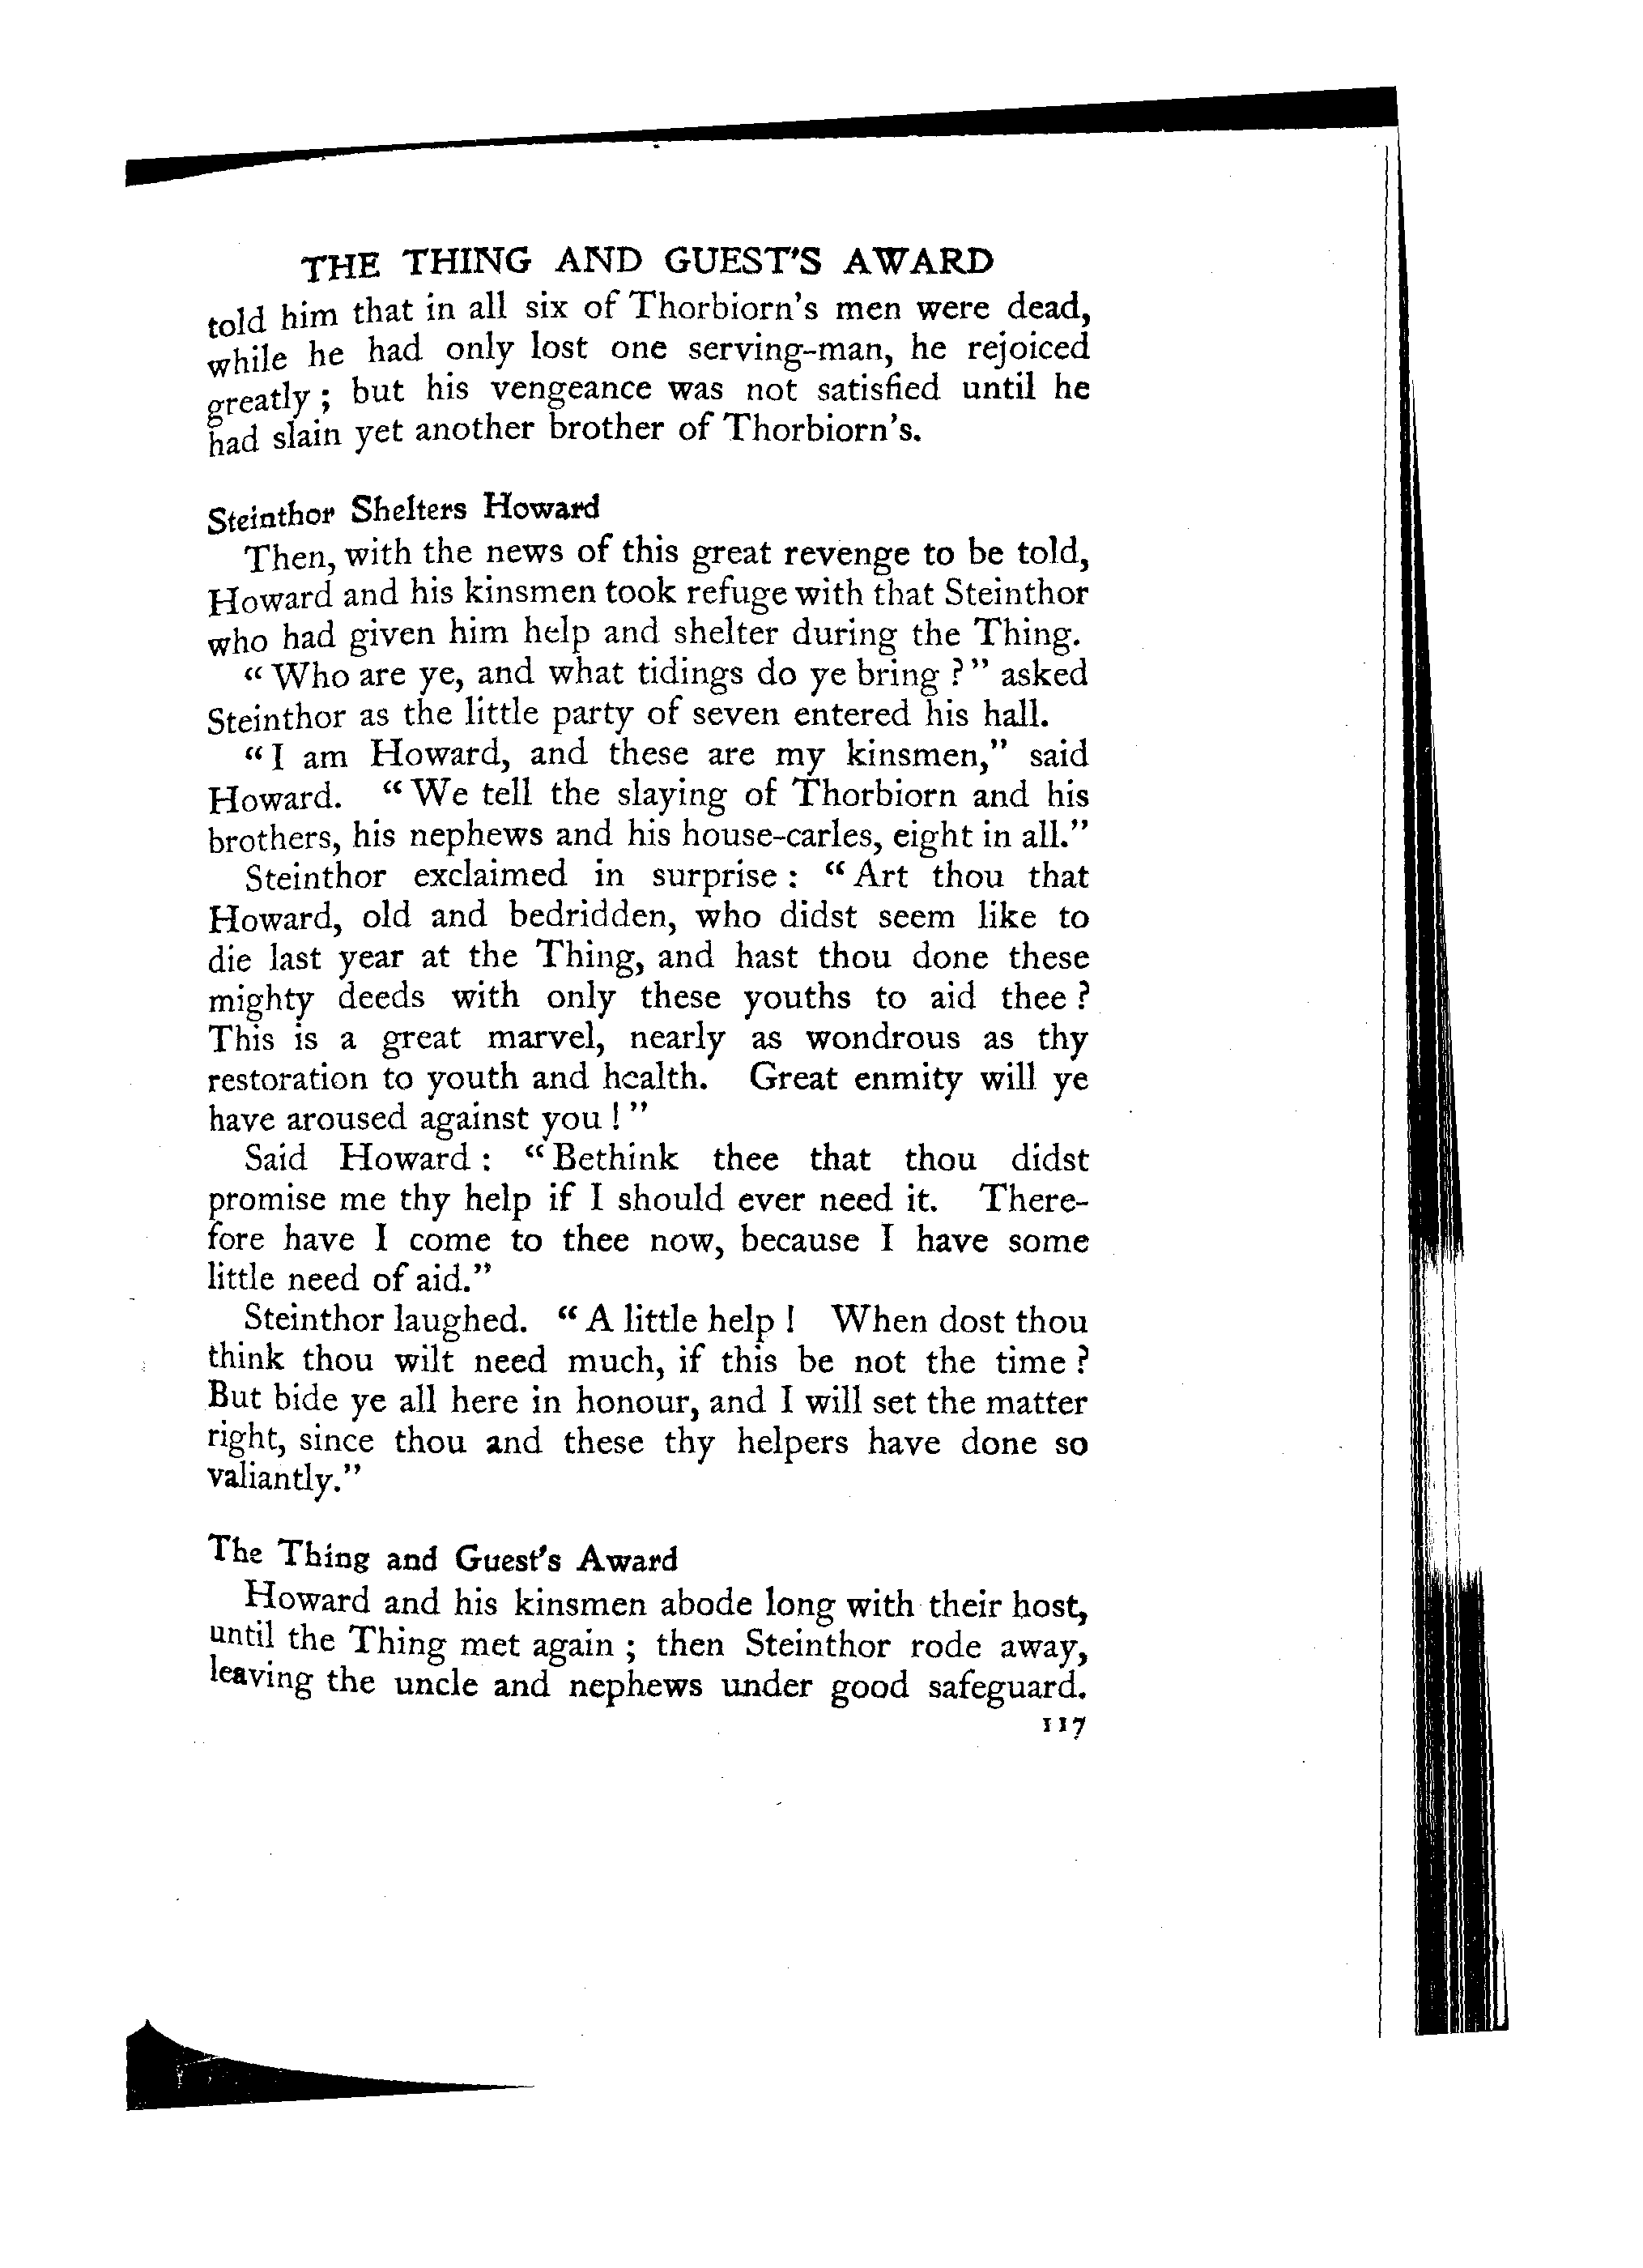 THE THING AND GUEST'S AWARD
told him that in all six of Thorbiorn's men were dead,
while he had only lost one serving-man, he rejoiced
greatly ; but his vengeance was not satisfied until he
had slain yet another brother of Thorbiorn's.
Steinthor Shelters Howard
Then, with the news of this great revenge to be told,
Howard and his kinsmen took refuge with that Steinthor
who had given him help and shelter during the Thing.
“ Who are ye, and what tidings do ye bring ? ” asked
Steinthor as the little party of seven entered his hall.
“ I am Howard, and these are my kinsmen,” said
Howard. “ We tell the slaying of Thorbiorn and his
brothers, his nephews and his house-carles, eight in all.”
Steinthor exclaimed in surprise : “ Art thou that
Howard, old and bedridden, who didst seem like to
die last year at the Thing, and hast thou done these
mighty deeds with only these youths to aid thee ?
This is a great marvel, nearly as wondrous as thy
restoration to youth and health. Great enmity will ye
have aroused against you ! ”
Said Howard : “ Bethink thee that thou didst
promise me thy help if I should ever need it. There-
fore have I come to thee now, because I have some
little need of aid.”
Steinthor laughed. “ A little help ! When dost thou
think thou wilt need much, if this be not the time ?
But bide ye all here in honour, and I will set the matter
right, since thou and these thy helpers have done so
valiantly.”
The Thing and Guest's Award
Howard and his kinsmen abode long with their host,
until the Thing met again ; then Steinthor rode away,
leaving the uncle and nephews under good safeguard.
117